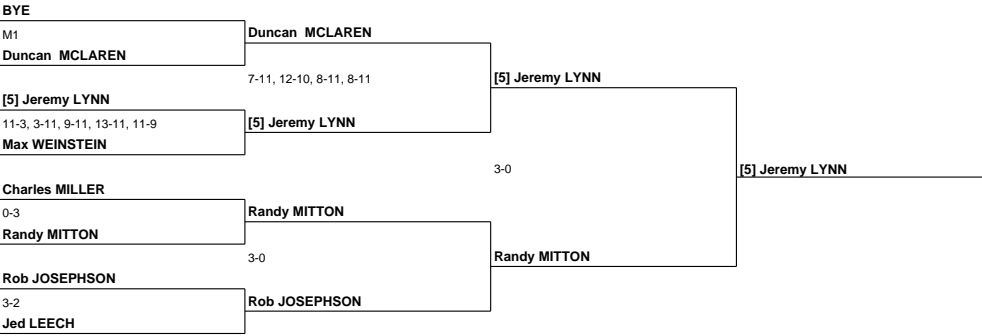 BYE
M1
Duncan MCLAREN
Duncan MCLAREN
7-11, 12-10, 8-11, 8-11
[5] Jeremy LYNN
[5] Jeremy LYNN
11-3, 3-11, 9-11, 13-11, 11-9
[5] Jeremy LYNN
Max WEINSTEIN
3-0
[5] Jeremy LYNN
Charles MILLER
0-3
Randy MITTON
Randy MITTON
3-0
Randy MITTON
Rob JOSEPHSON
3-2
Rob JOSEPHSON
Jed LEECH